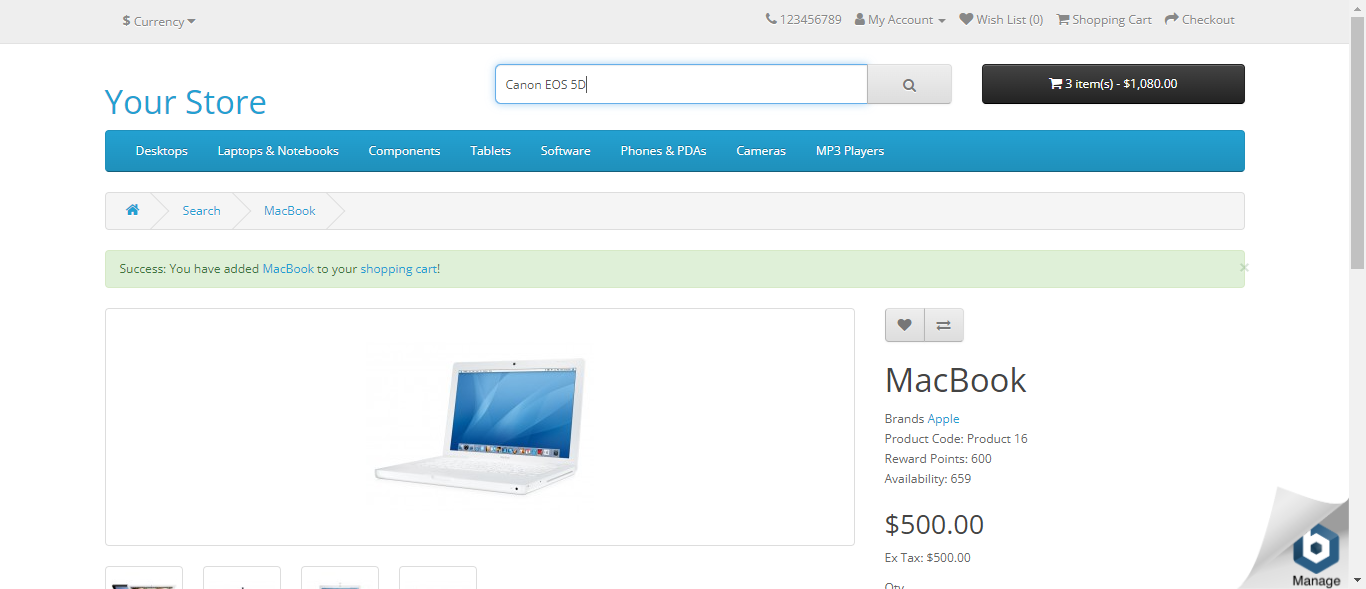 $ Currency
123456789 My Account Wish List (0) Shopping Cart Checkout
Your Store
Canon EOS 5D
3 item(s) - $1,080.00
Desktops Laptops & Notebooks Components Tablets Software Phones & PDAs Cameras MP3 Players
Search MacBook
Success: You have added MacBook to your shopping cart!
×
MacBook
Brands Apple
Product Code: Product 16
Reward Points: 600
Availability: 659
$500.00
Ex Tax: $500.00
Qty
b
Manage